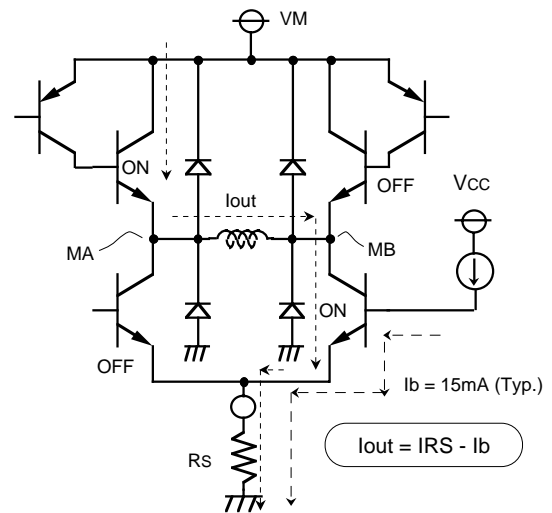 VM
ON
OFF
VCC
Iout
MA
MB
ON
OFF
Ib = 15mA (Typ.)
RS
Iout = IRS - Ib